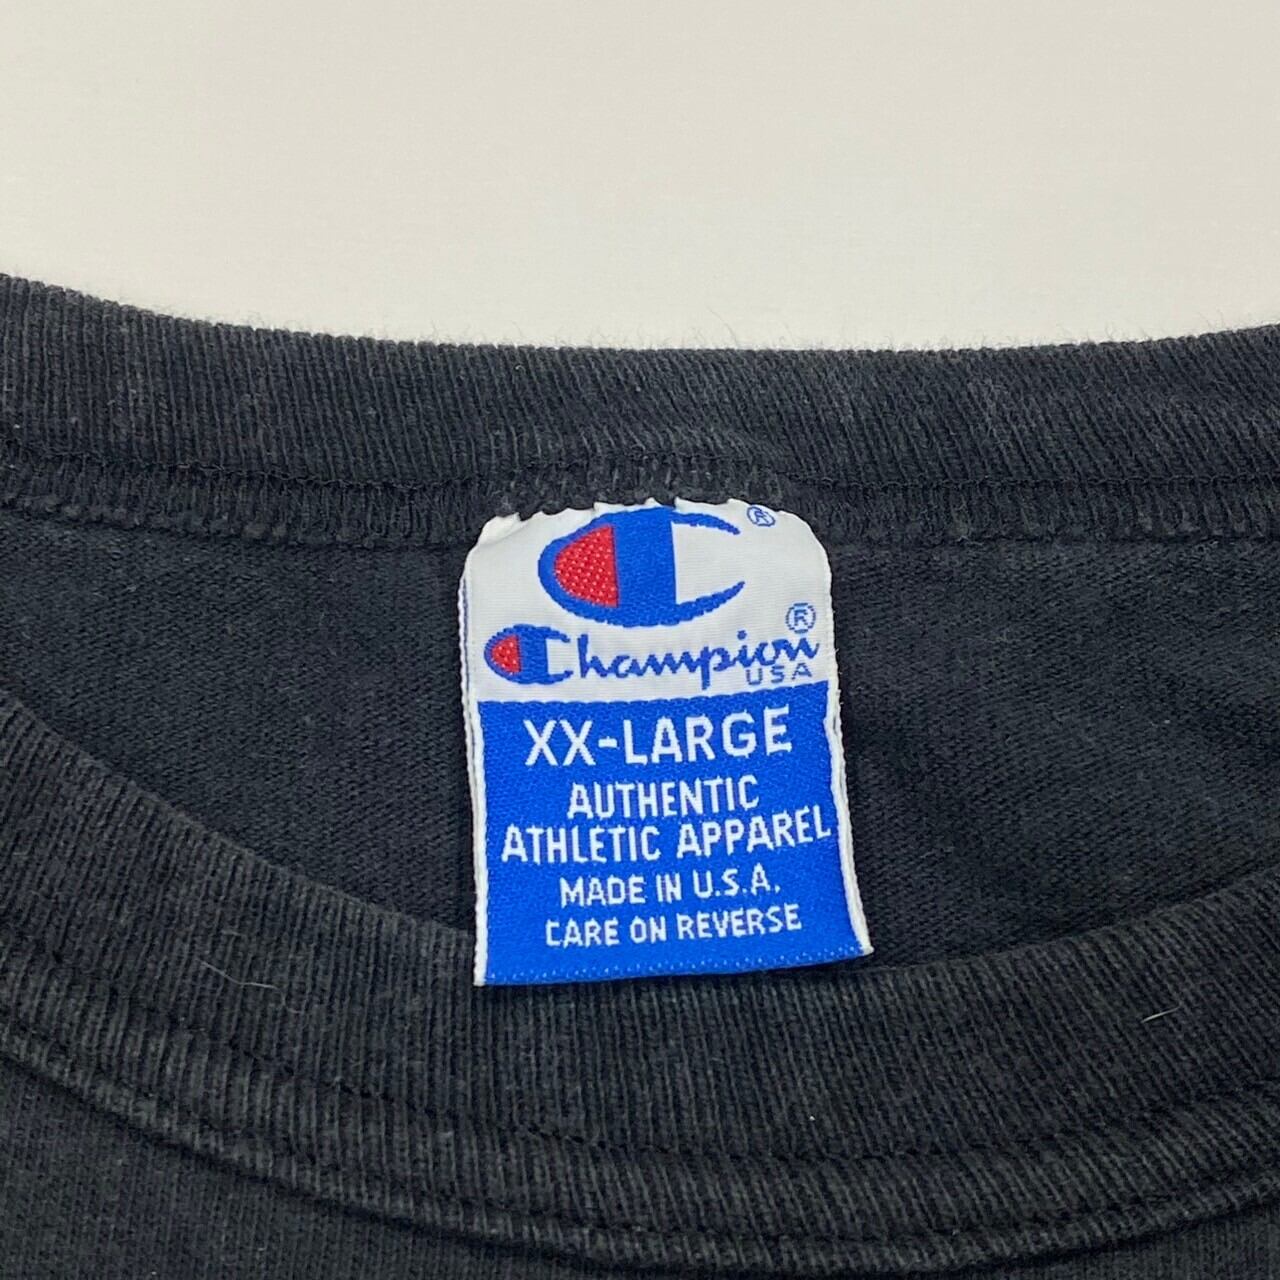 ®
Champion®
USA
XX-LARGE
AUTHENTIC
ATHLETIC APPAREL
MADE IN U.S.A.
CARE ON REVERSE